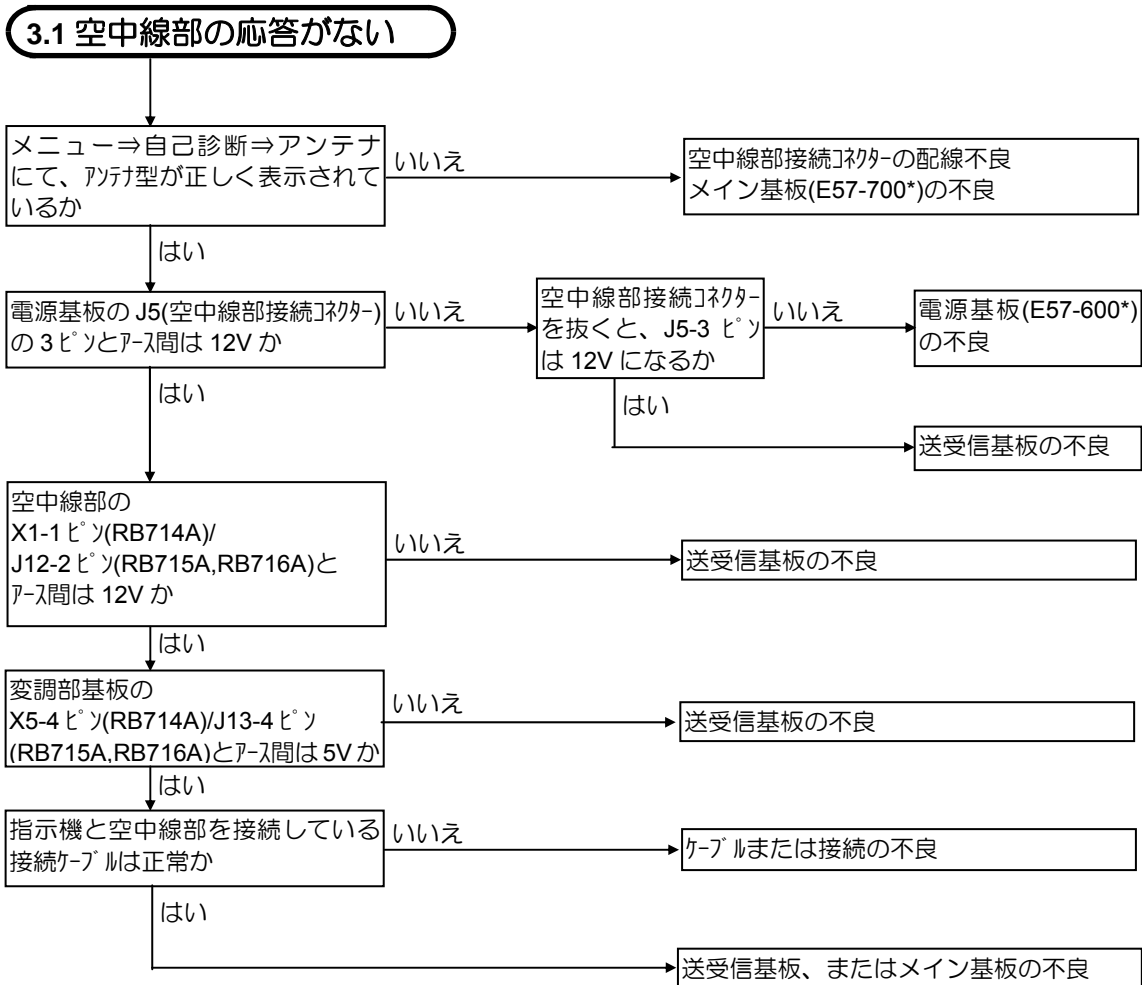 3.1 空中線部の応答がない
メニュー⇒自己診断⇒アンテナ
にて、ｱﾝﾃﾅ型が正しく表示されて
いるか
いいえ
空中線部接続ｺﾈｸﾀｰの配線不良
メイン基板(E57-700*)の不良
はい
電源基板の J5(空中線部接続ｺﾈｸﾀｰ)
の 3 ﾋﾟﾝとｱｰｽ間は 12V か
いいえ
空中線部接続ｺﾈｸﾀｰ
を抜くと、J5-3 ﾋﾟﾝ
は 12V になるか
いいえ
電源基板(E57-600*)
の不良
はい
はい
送受信基板の不良
空中線部の
X1-1 ﾋﾟﾝ(RB714A)/
J12-2 ﾋﾟﾝ(RB715A,RB716A)と
ｱｰｽ間は 12V か
いいえ
送受信基板の不良
はい
変調部基板の
X5-4 ﾋﾟﾝ(RB714A)/J13-4 ﾋﾟﾝ
(RB715A,RB716A)とｱｰｽ間は 5V か
いいえ
送受信基板の不良
はい
指示機と空中線部を接続している
接続ｹｰﾌﾞﾙは正常か
いいえ
ｹｰﾌﾞﾙまたは接続の不良
はい
送受信基板、またはメイン基板の不良